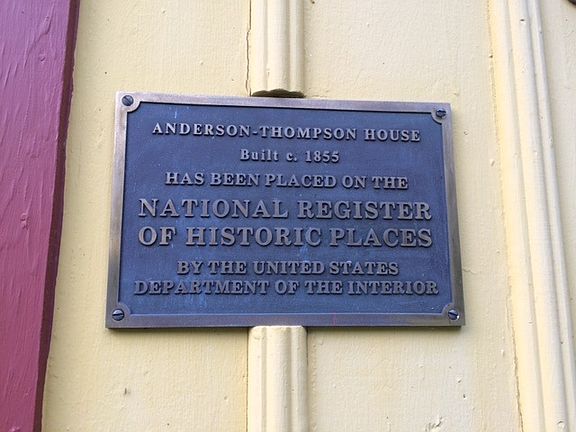 ANDERSON-THOMPSON HOUSE
Built c. 1855
HAS BEEN PLACED ON THE
NATIONAL REGISTER
OF HISTORIC PLACES
BY THE UNITED STATES
DEPARTMENT OF THE INTERIOR